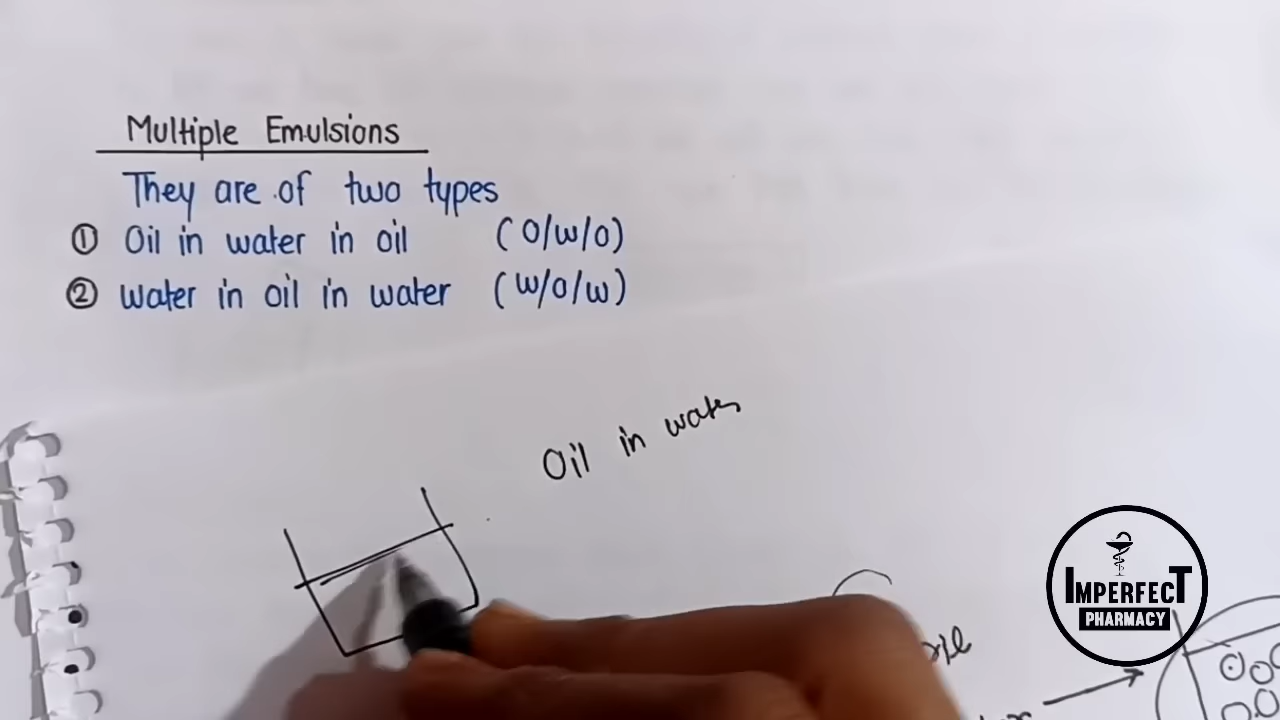 Multiple Emulsions
They are of two types
① Oil in water in oil (O/W/O)
② Water in oil in water (W/O/W)
Oil in water
IMPERFECT
PHARMACY